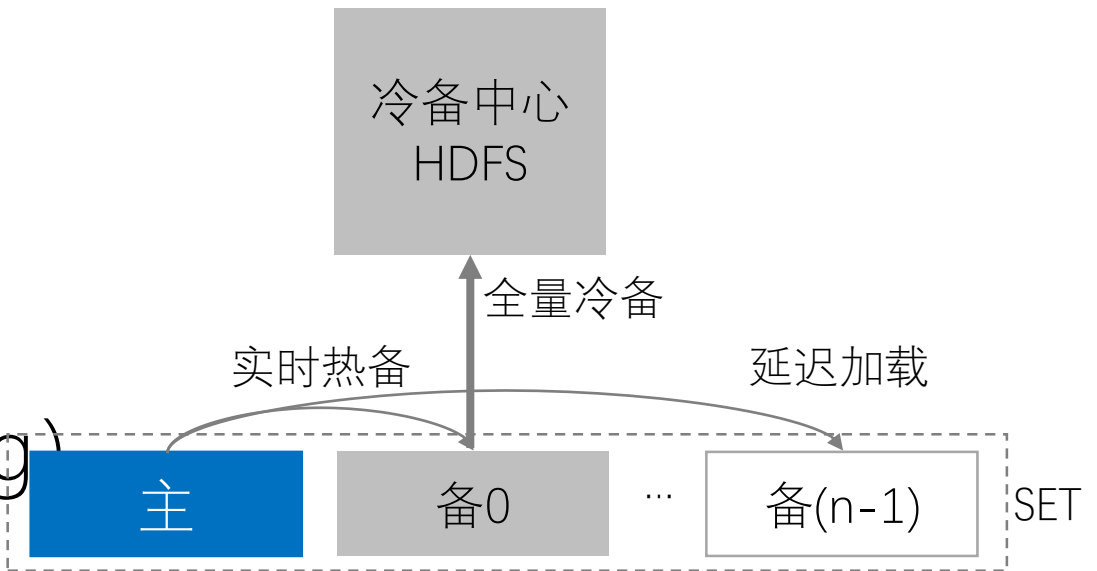 冷备中心
HDFS
全量冷备
实时热备
延迟加载
g)
主
备0
...
备(n-1)
SET